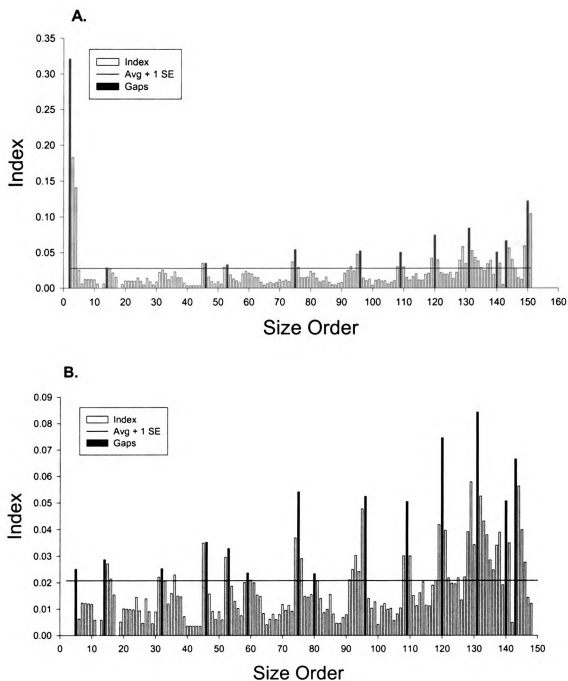 A.
Index
Avg + 1 SE
Gaps
0.35
0.30
0.25
0.20
0.15
0.10
0.05
0.00
Index
0 10 20 30 40 50 60 70 80 90 100 110 120 130 140 150 160
Size Order
B.
Index
Avg + 1 SE
Gaps
0.09
0.08
0.07
0.06
0.05
0.04
0.03
0.02
0.01
0.00
Index
0 10 20 30 40 50 60 70 80 90 100 110 120 130 140 150
Size Order